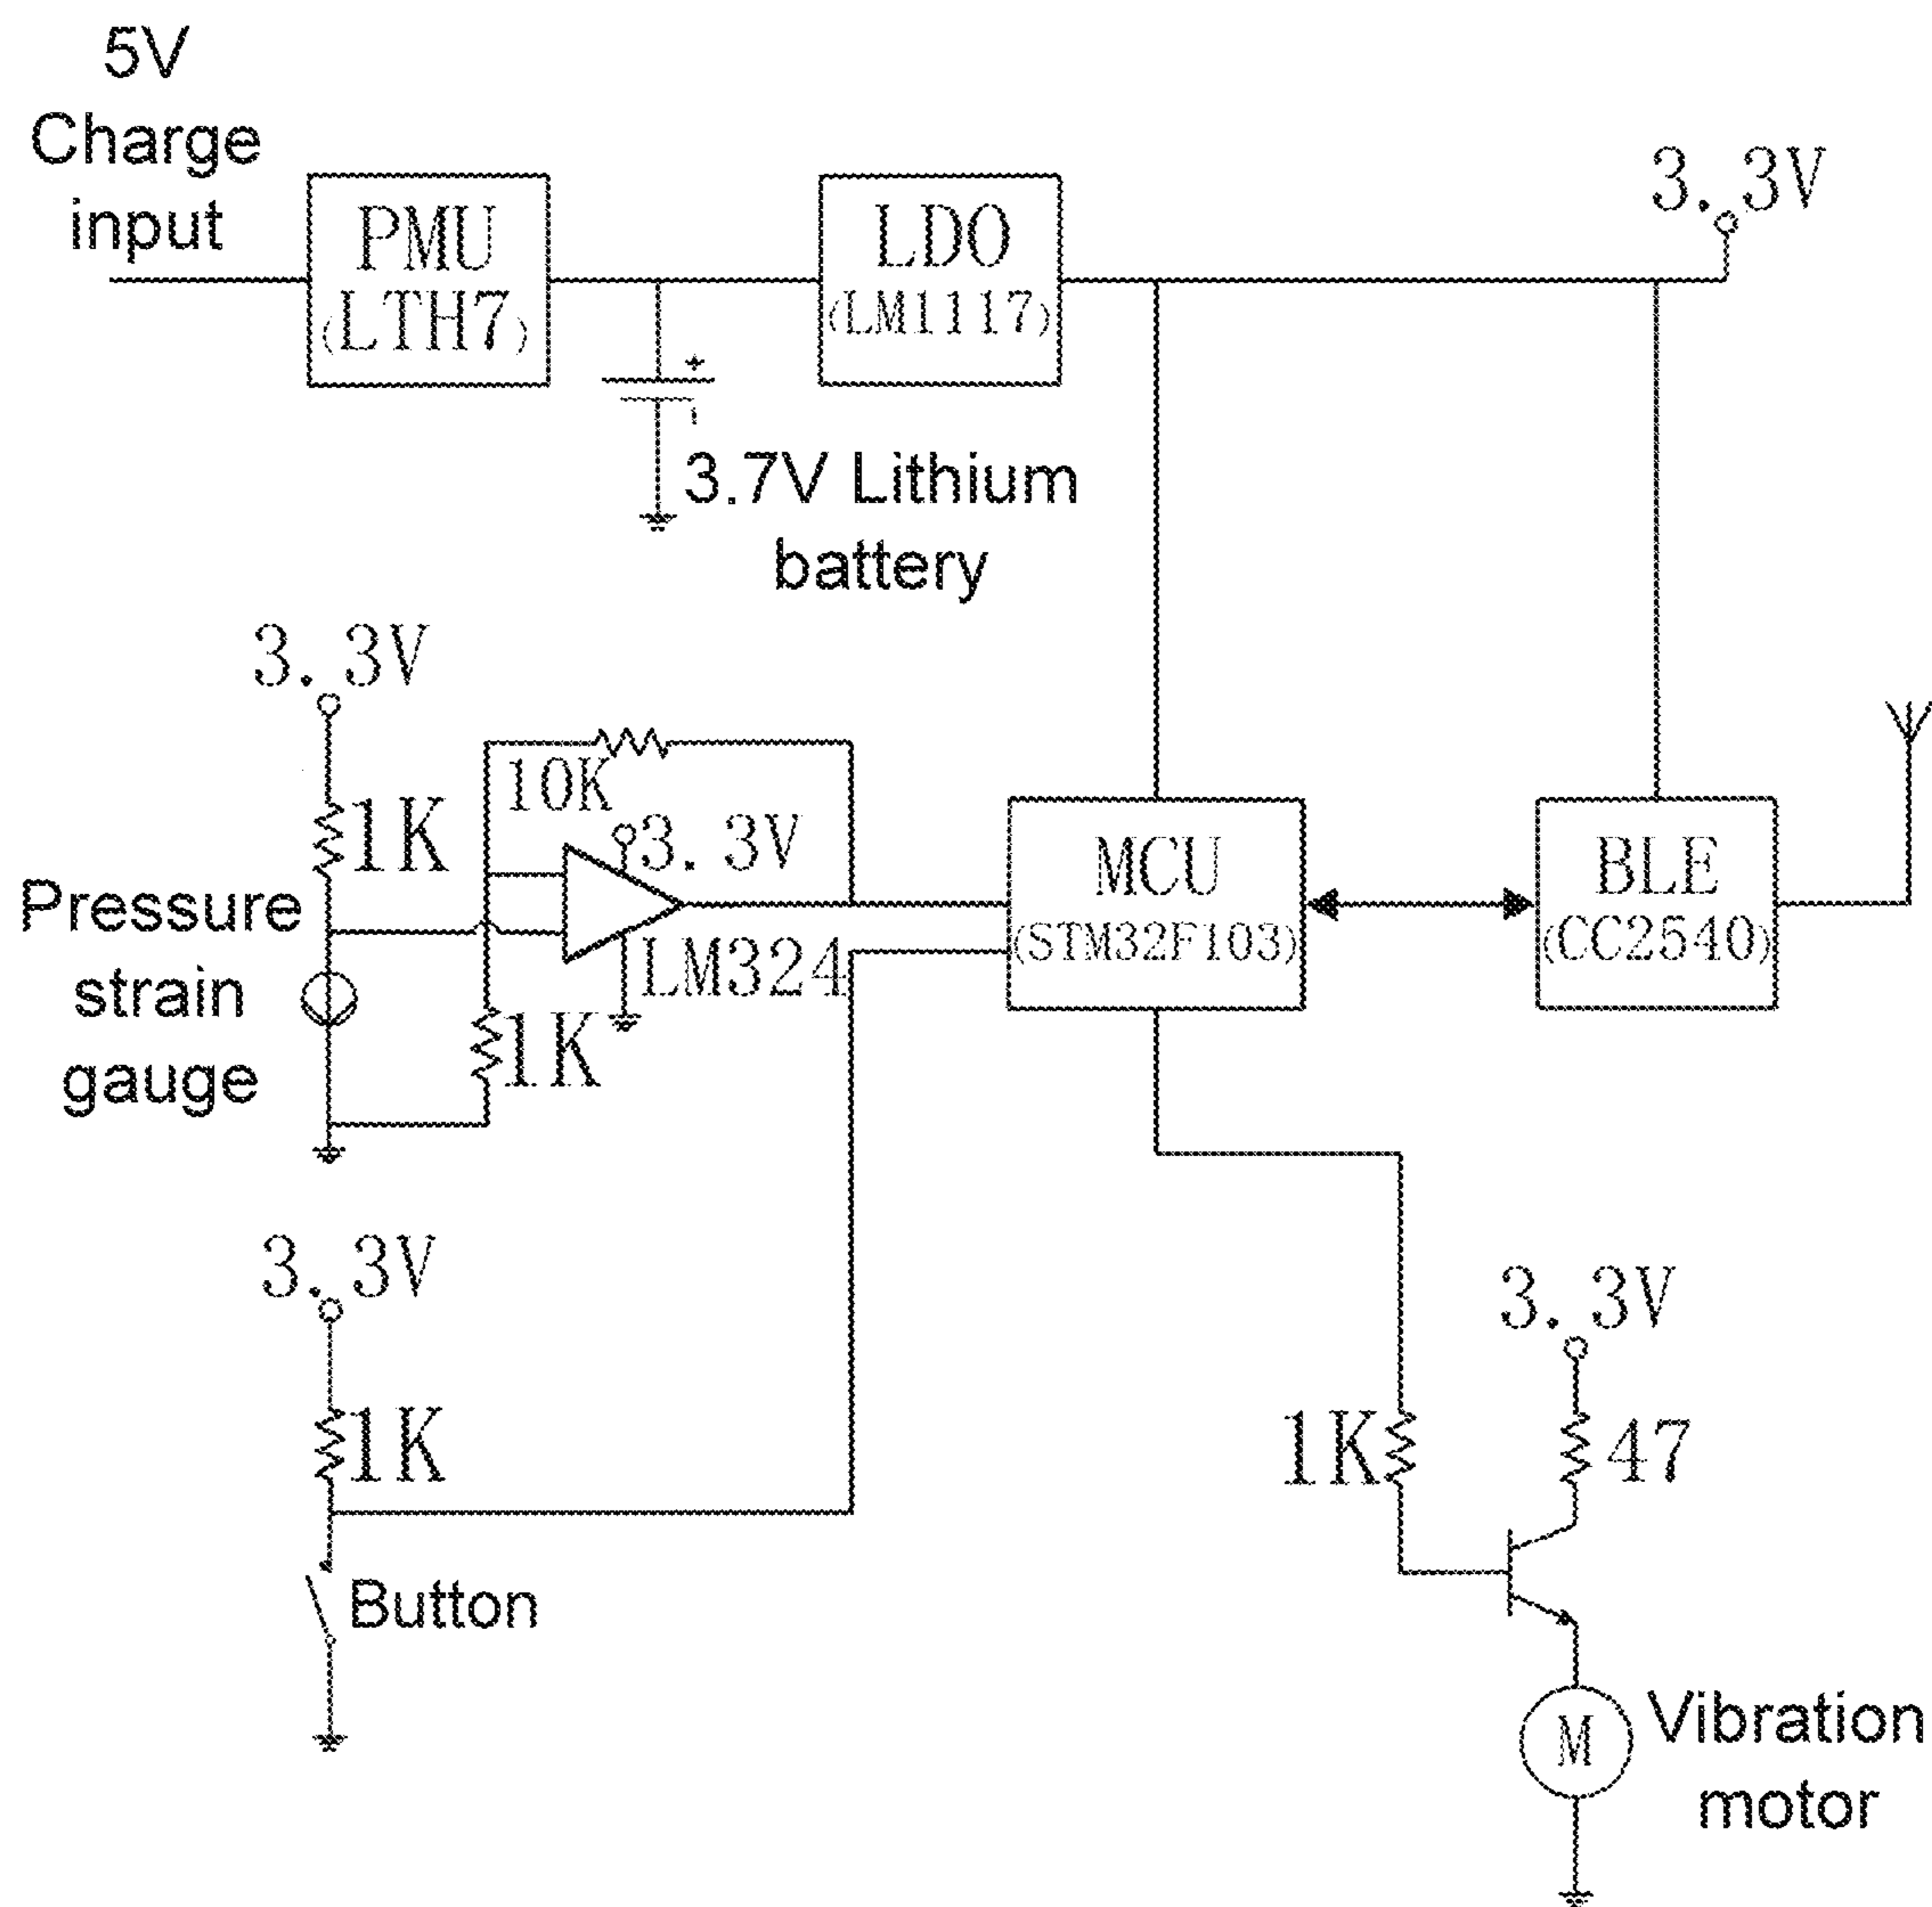 5V
Charge
input
PMU
(LTH7)
LDO
(LM1117)
3.3V
3.7V Lithium
battery
3.3V
10K
1K
3.3V
Pressure
strain
gauge
LM324
1K
MCU
(STM32F103)
BLE
(CC2540)
3.3V
1K
Button
3.3V
1K
47
M
Vibration
motor